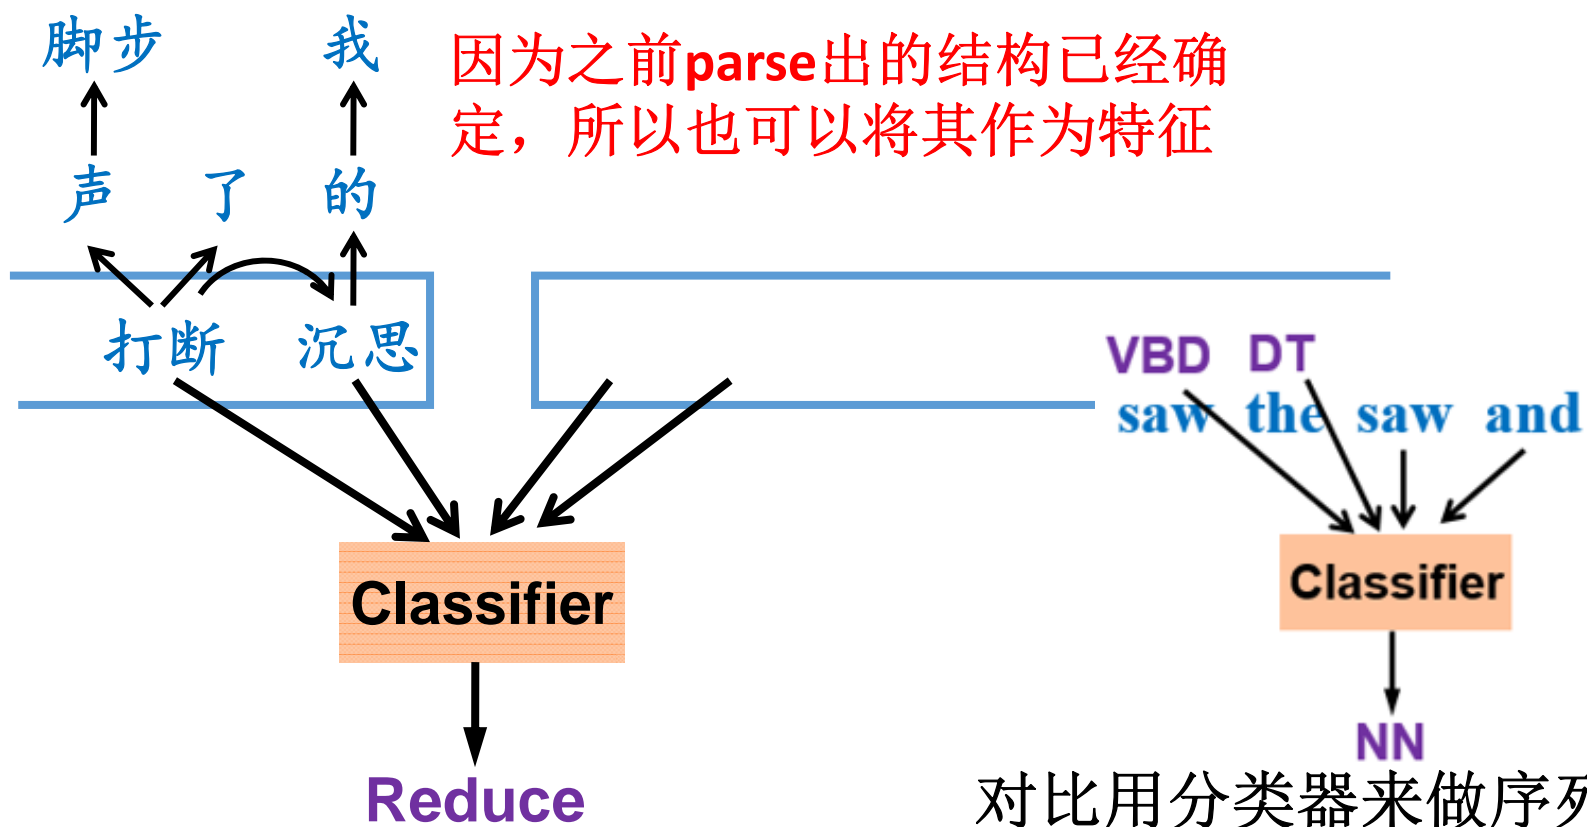 脚步 我
因为之前parse出的结构已经确
定，所以也可以将其作为特征
声 了 的
打断 沉思
VBD DT
saw the saw and
Classifier
Classifier
NN
Reduce
对比用分类器来做序